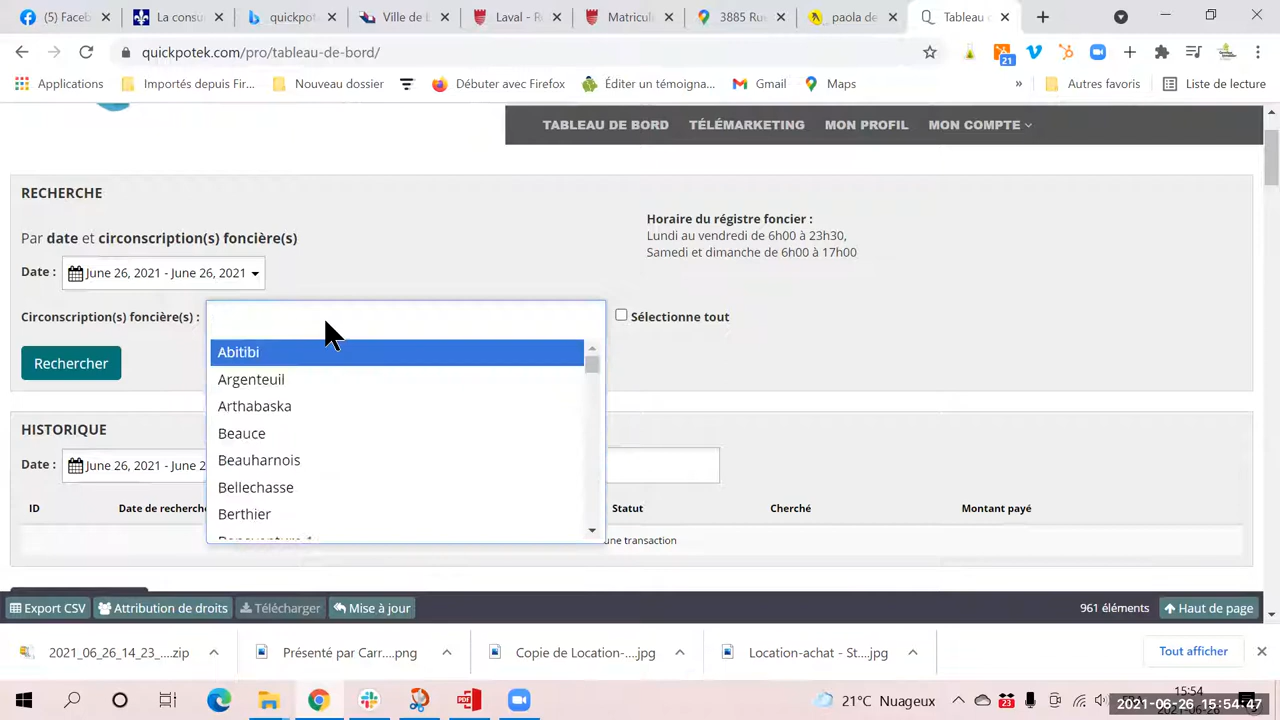 (5) Faceb
La consu
quickpot
Ville de L
Laval - R
Matricul
3885 Ru
paola de
Tableau
quickpotek.com/pro/tableau-de-bord/
21
Applications
Importés depuis Fir...
Nouveau dossier
Débuter avec Firefox
Éditer un témoigna...
Gmail
Maps
»
Autres favoris
Liste de lecture
TABLEAU DE BORD TÉLÉMARKETING MON PROFIL MON COMPTE
RECHERCHE
Par date et circonscription(s) foncière(s)
Horaire du régistre foncier :
Lundi au vendredi de 6h00 à 23h30,
Samedi et dimanche de 6h00 à 17h00
Date : June 26, 2021 - June 26, 2021
Circonscription(s) foncière(s) :
Sélectionne tout
Rechercher
Abitibi
Argenteuil
Arthabaska
Beauce
Beauharnois
Bellechasse
Berthier
Bonaventure 1
HISTORIQUE
Date : June 26, 2021 - June 2
ID Date de recherche Statut Cherché Montant payé
une transaction
Export CSV Attribution de droits Télécharger Mise à jour 961 éléments Haut de page
2021_06_26_14_23_....zip
Présenté par Carr....png
Copie de Location-....jpg
Location-achat - St....jpg
Tout afficher
21°C Nuageux
23
15:54
2021-06-26 15:54:47